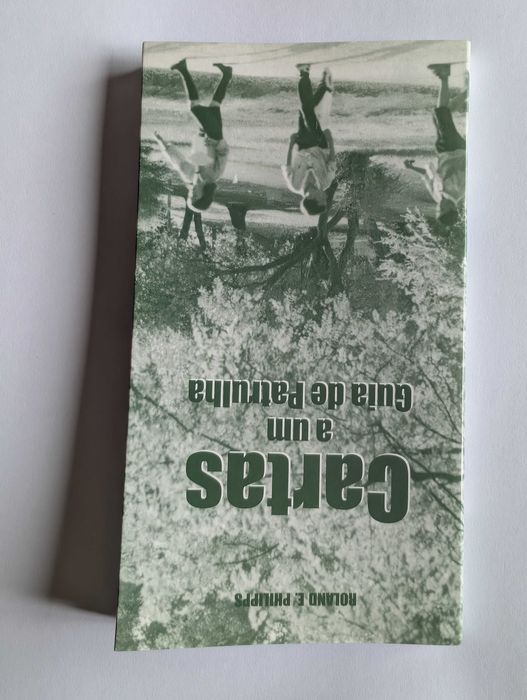 ROLAND E. PHILIPPS
Cartas
a um
Guia de Patrulha